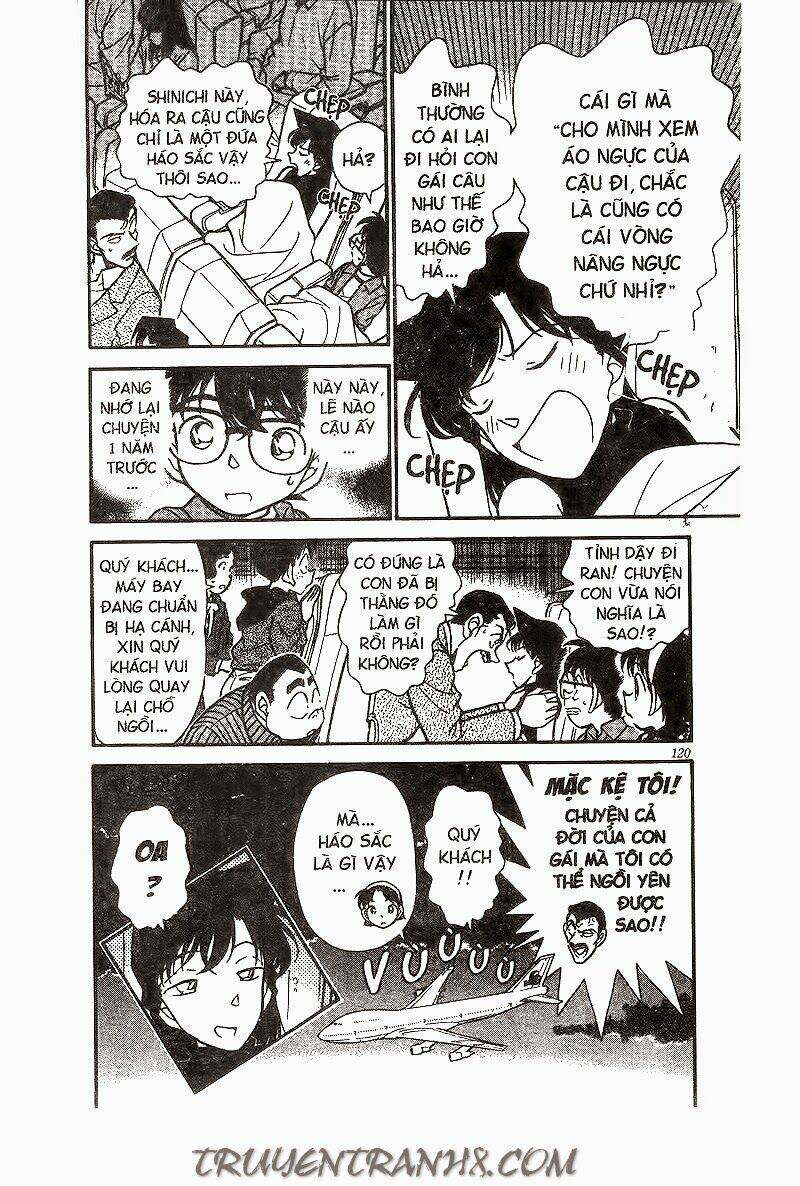 SHINICHI NÀY,
HÓA RA CẬU CŨNG
CHỈ LÀ MỘT ĐỨA
HÁO SẮC VẬY
THÔI SAO...
CHẸP
HẢ?
CHẸP
CÁI GÌ MÀ
"CHO MÌNH XEM
ÁO NGỰC CỦA
CẬU ĐI, CHẮC
LÀ CŨNG CÓ
CÁI VÒNG
NÂNG NGỰC
CHỨ NHỈ?"
BÌNH
THƯỜNG
CÓ AI LẠI
ĐI HỎI CON
GÁI CÂU
NHƯ THẾ
BAO GIỜ
KHÔNG
HẢ...
CHẸP
CHẸP
ĐANG
NHỚ LẠI
CHUYỆN
1 NĂM
TRƯỚC
...
NÀY NÀY,
LẼ NÀO
CẬU ẤY
...
QUÝ KHÁCH...
MÁY BAY
ĐANG CHUẨN
BỊ HẠ CÁNH,
XIN QUÝ
KHÁCH VUI
LÒNG QUAY
LẠI CHỖ
NGỒI...
CÓ ĐÚNG LÀ
CON ĐÃ BỊ
THẰNG ĐÓ
LÀM GÌ
RỒI PHẢI
KHÔNG?
TỈNH DẬY ĐI
RAN! CHUYỆN
CON VỪA NÓI
NGHĨA LÀ
SAO!?
120
MẶC KỆ TÔI!
CHUYỆN CẢ
ĐỜI CỦA CON
GÁI MÀ TÔI CÓ
THỂ NGỒI YÊN
ĐƯỢC
SAO!!
QUÝ
KHÁCH
!!
MÀ...
HÁO SẮC
LÀ GÌ VẬY
...
OA
?
VÙÙÙÙ
TRUYENTRANH8.COM